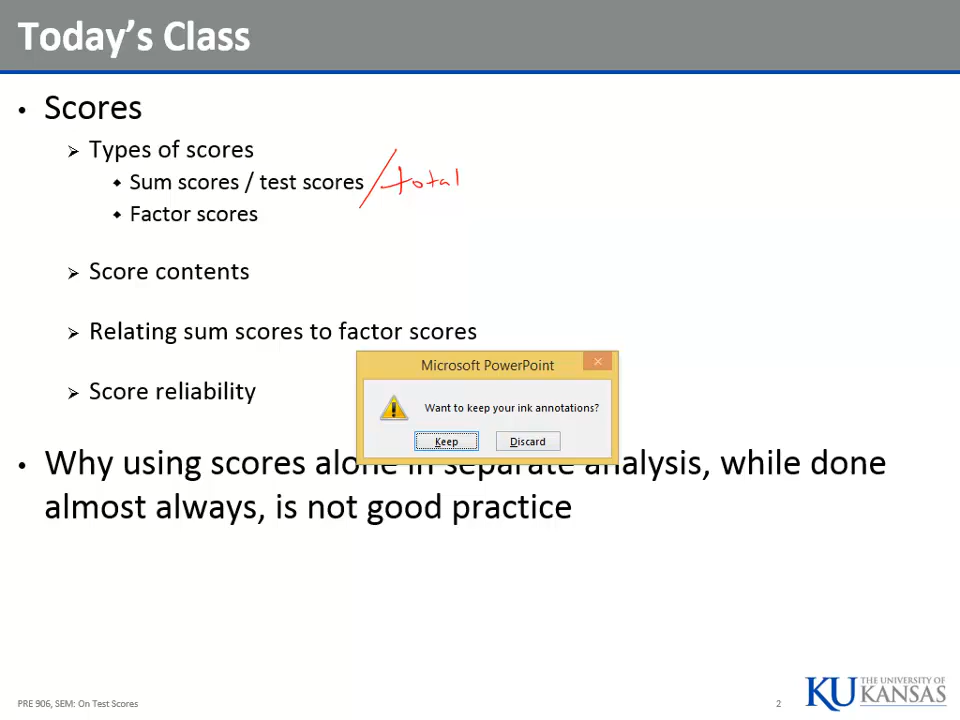 Today's Class
• Scores
Types of scores
Sum scores / test scores / total
Factor scores
Score contents
Relating sum scores to factor scores
Score reliability
Microsoft PowerPoint
Want to keep your ink annotations?
Keep Discard
• Why using scores alone in separate analysis, while done
almost always, is not good practice
PRE 906, SEM: On Test Scores
2
KU THE UNIVERSITY OF
KANSAS